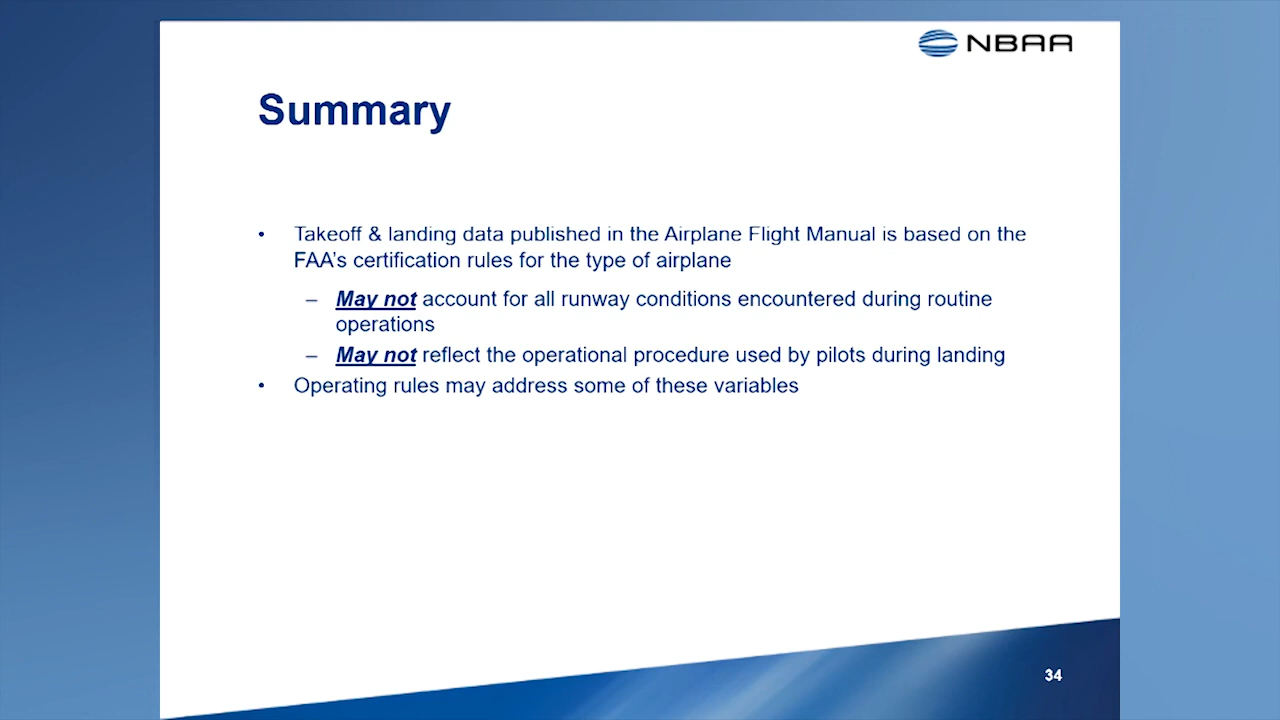 NBAA
Summary
• Takeoff & landing data published in the Airplane Flight Manual is based on the
FAA’s certification rules for the type of airplane
– May not account for all runway conditions encountered during routine
operations
– May not reflect the operational procedure used by pilots during landing
• Operating rules may address some of these variables
34